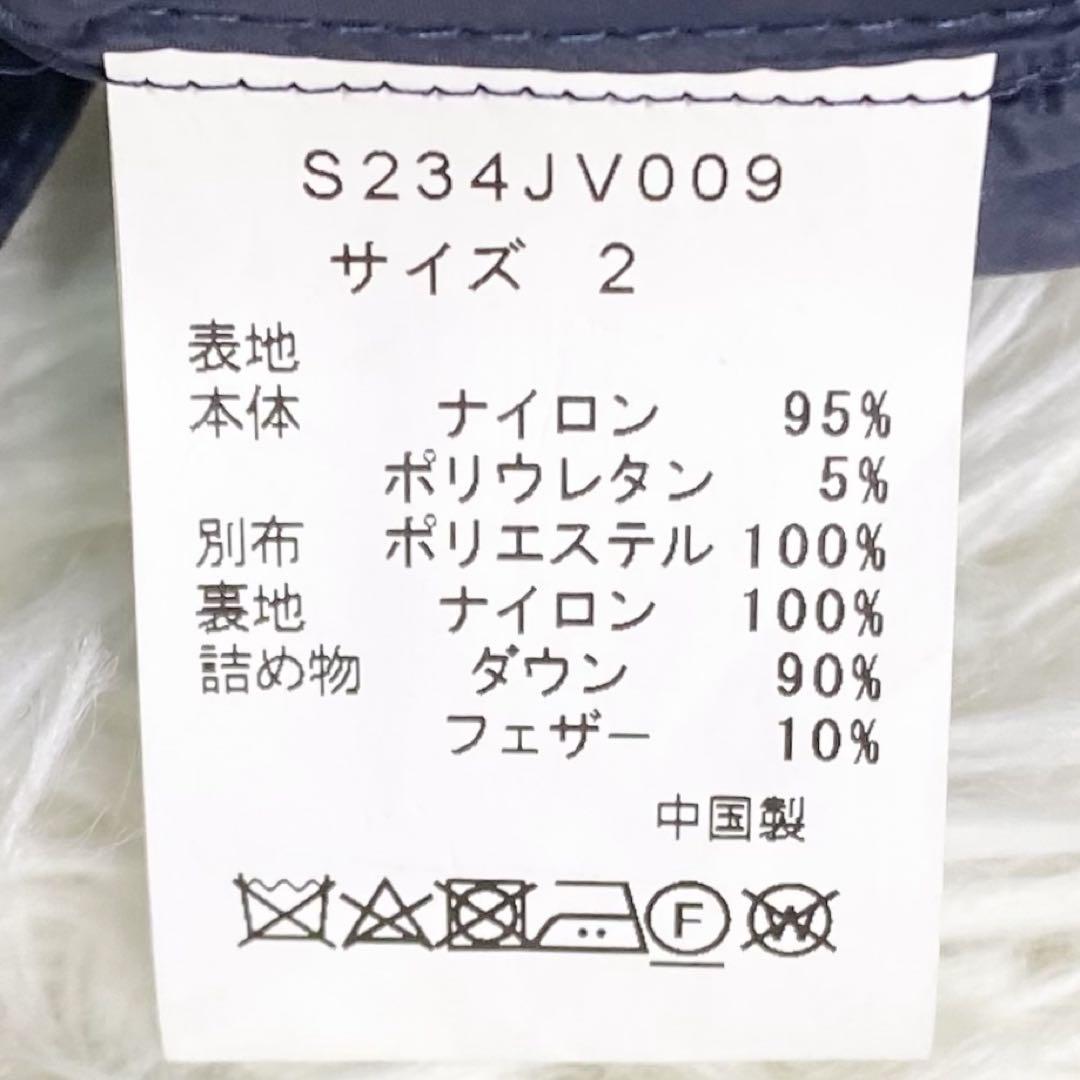 S234JV009
サイズ 2
表地
本体 ナイロン 95%
ポリウレタン 5%
別布 ポリエステル 100%
裏地 ナイロン 100%
詰め物 ダウン 90%
フェザー 10%
中国製
F W